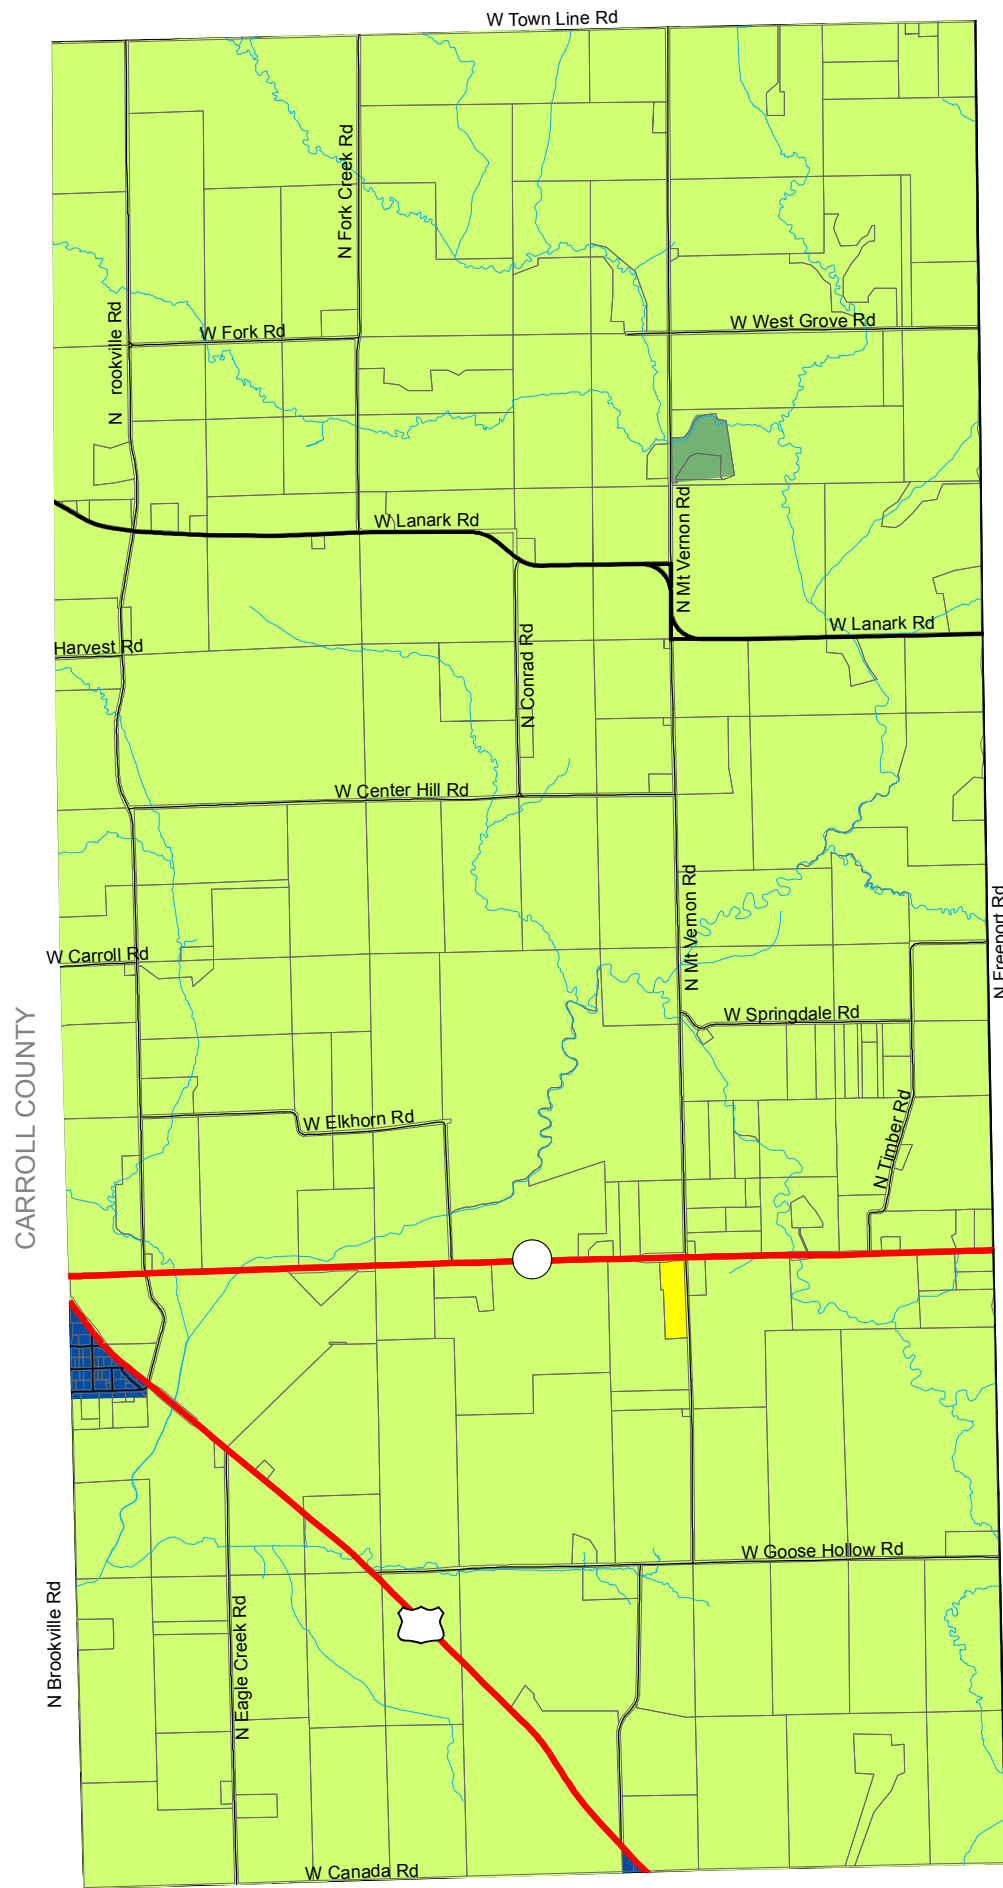 W Town Line Rd
N Fork Creek Rd
N rookville Rd
W Fork Rd
W West Grove Rd
W Lanark Rd
N Mt Vernon Rd
W Lanark Rd
Harvest Rd
N Conrad Rd
W Center Hill Rd
N Mt Vernon Rd
N Freeport Rd
W Carroll Rd
W Springdale Rd
CARROLL COUNTY
W Elkhorn Rd
N Timber Rd
W Goose Hollow Rd
N Brookville Rd
N Eagle Creek Rd
W Canada Rd